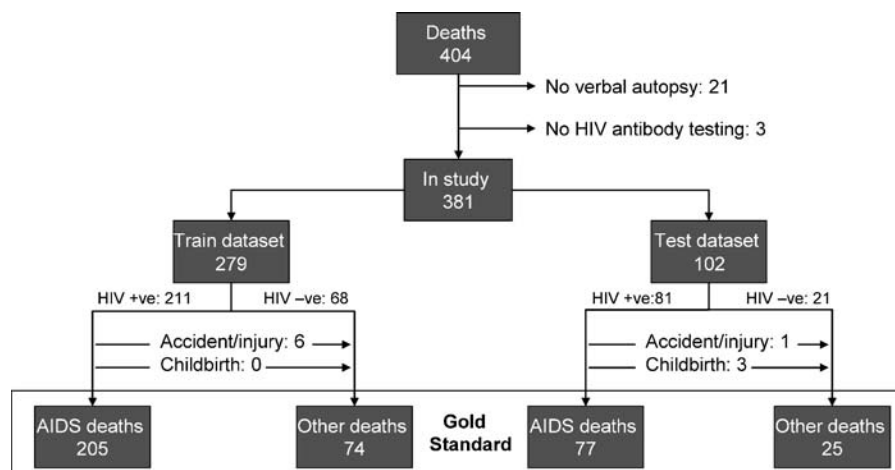 Deaths
404
No verbal autopsy: 21
No HIV antibody testing: 3
In study
381
Train dataset
279
Test dataset
102
HIV +ve: 211
HIV –ve: 68
HIV +ve:81
HIV –ve: 21
Accident/injury: 6
Childbirth: 0
Accident/injury: 1
Childbirth: 3
AIDS deaths
205
Other deaths
74
Gold
Standard
AIDS deaths
77
Other deaths
25